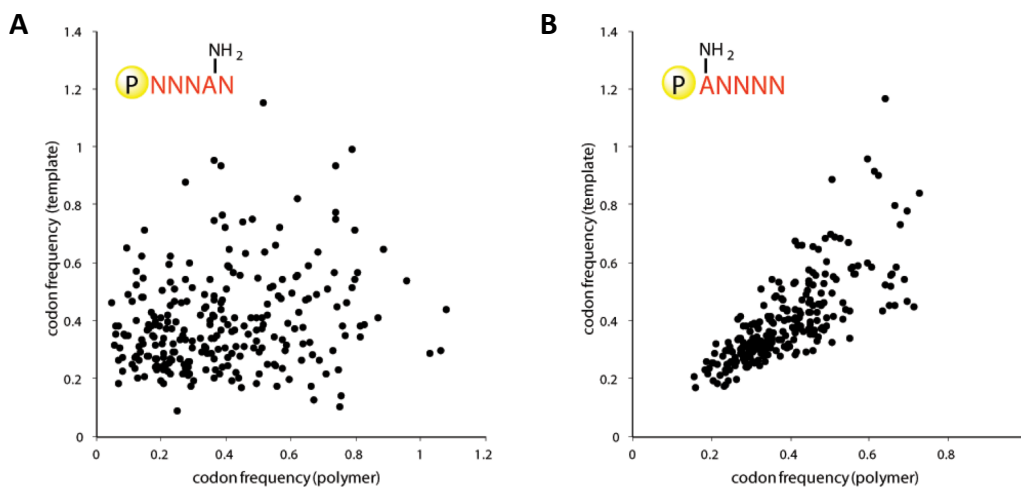 A
1.4
1.2
1
0.8
0.6
0.4
0.2
0
codon frequency (template)
NH2
P NNNAN
0 0.2 0.4 0.6 0.8 1 1.2
codon frequency (polymer)
B
1.4
1.2
1
0.8
0.6
0.4
0.2
0
codon frequency (template)
NH2
P ANNNN
0 0.2 0.4 0.6 0.8
codon frequency (polymer)